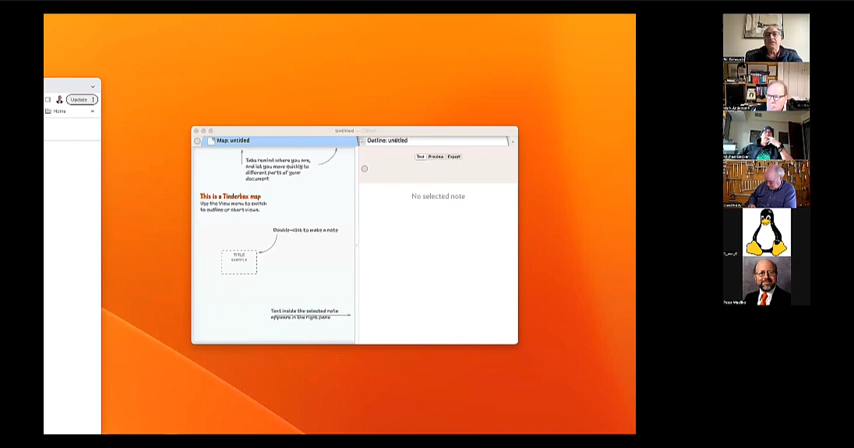 Update
Home
untitled
Map: untitled
Outline: untitled
Tabs remind where you are,
and let you move quickly to
different parts of your
document
Text Preview Export
This is a Tinderbox map
Use the View menu to switch
to outline or chart views.
No selected note
Double-click to make a note
TITLE
Text inside the selected note
appears in the right pane